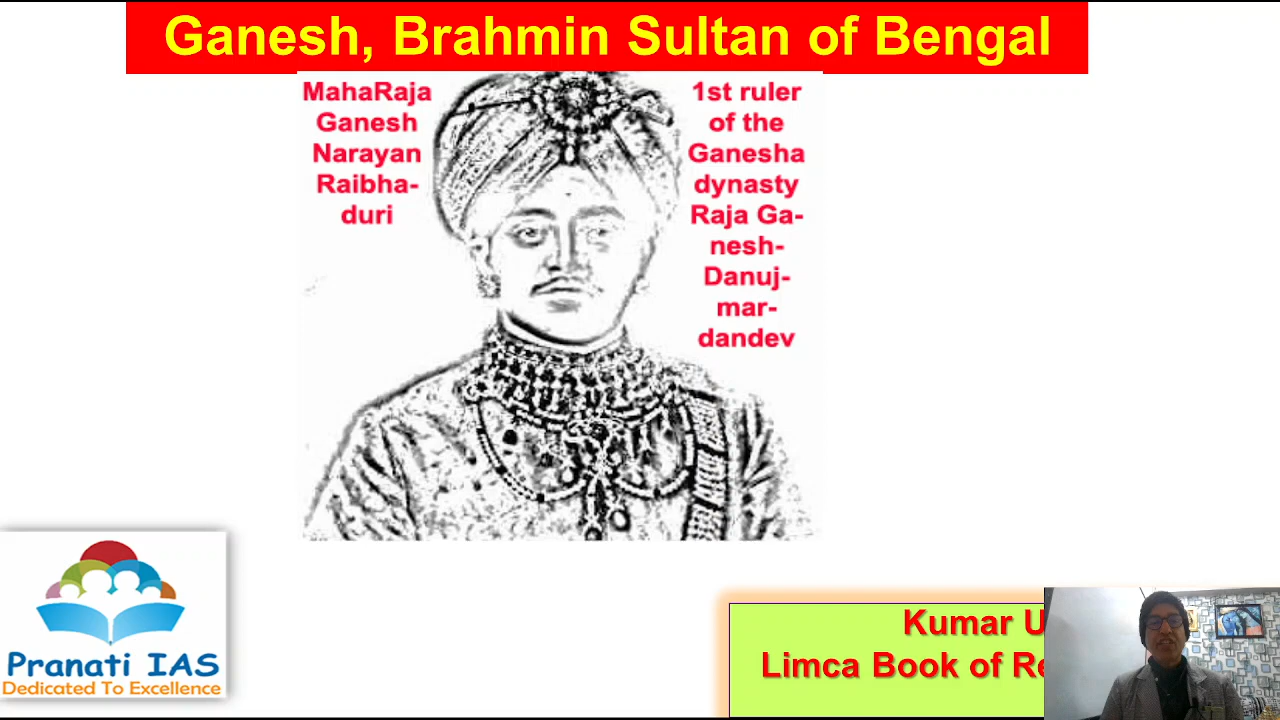 Ganesh, Brahmin Sultan of Bengal
MahaRaja
Ganesh
Narayan
Raibha-
duri
1st ruler
of the
Ganesha
dynasty
Raja Ga-
nesh-
Danuj-
mar-
dandev
Pranati IAS
Dedicated To Excellence
Kumar U
Limca Book of Re